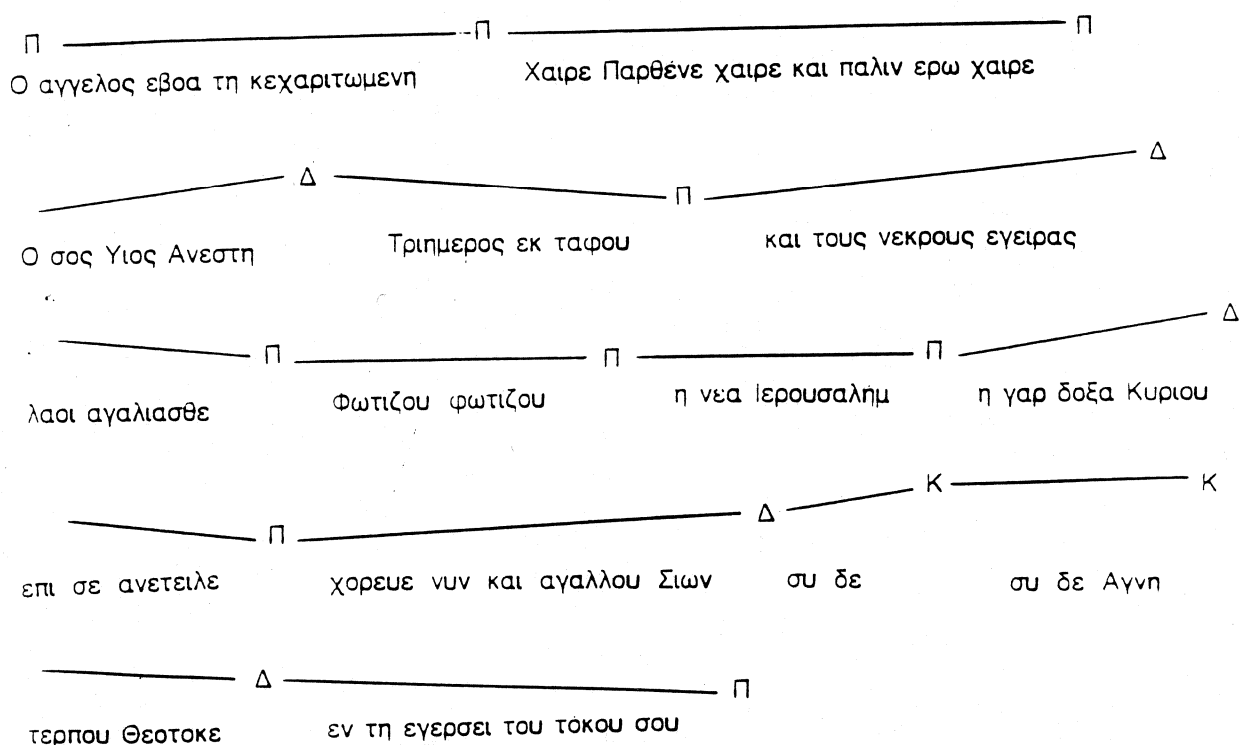 Π Π Π
Ο αγγελος εβοα τη κεχαριτωμενη Χαιρε Παρθένε χαιρε και παλιν ερω χαιρε
Δ Π Δ
Ο σος Υιος Ανεστη Τριημερος εκ ταφου και τους νεκρους εγειρας
Π Π Π Δ
λαοι αγαλιασθε Φωτιζου φωτιζου η νεα Ιερουσαλήμ η γαρ δοξα Κυριου
Π Δ Κ Κ
επι σε ανετειλε χορευε νυν και αγαλλου Σιων συ δε συ δε Αγνη
Δ Π
τερπου Θεοτοκε εν τη εγερσει του τόκου σου